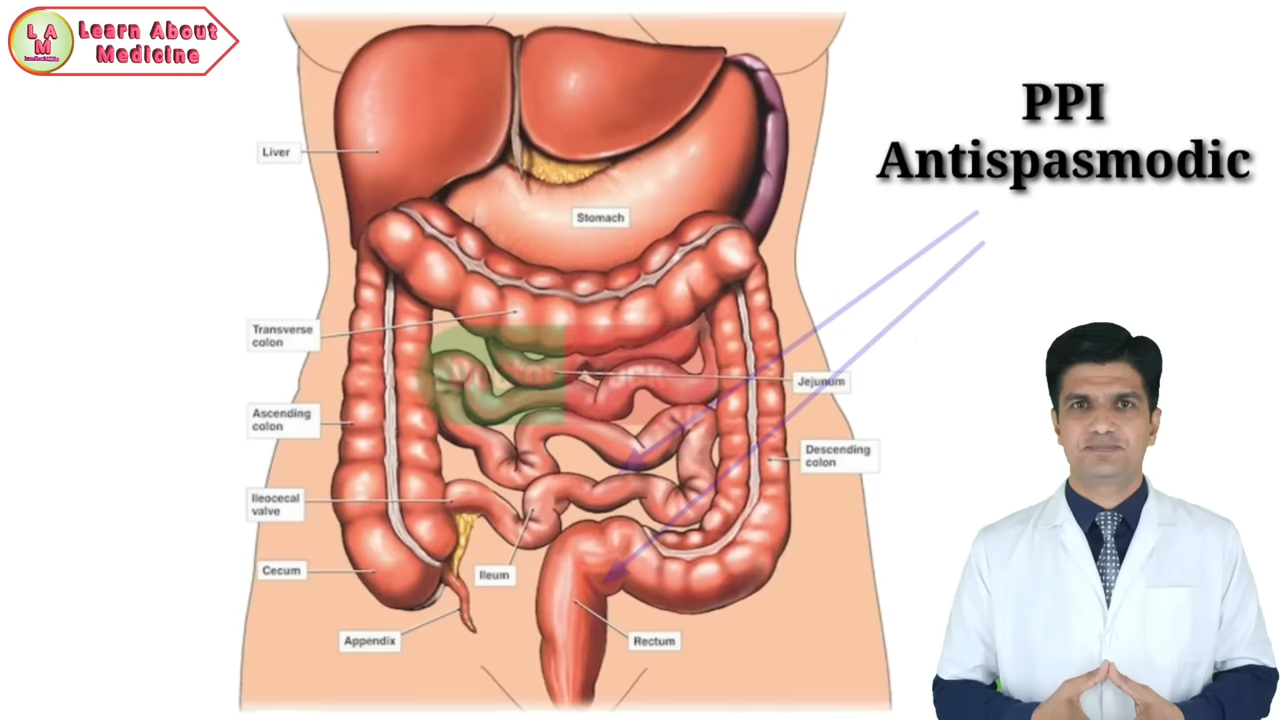 L A
M
Learn About
Medicine
PPI
Antispasmodic
Liver
Stomach
Transverse
colon
Jejunum
Ascending
colon
Descending
colon
Ileocecal
valve
Cecum
Ileum
Appendix
Rectum